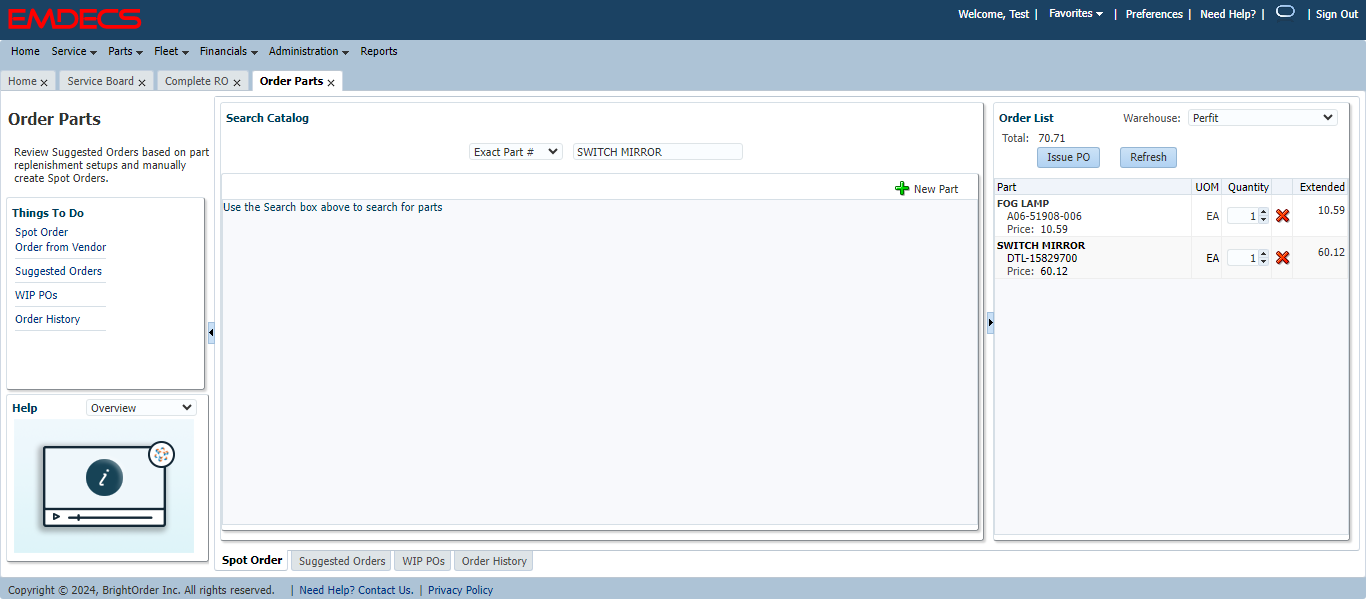 EMDECS
Welcome, Test | Favorites | Preferences | Need Help? | | Sign Out
Home Service Parts Fleet Financials Administration Reports
Home x Service Board x Complete RO x Order Parts x
Order Parts
Review Suggested Orders based on part
replenishment setups and manually
create Spot Orders.
Things To Do
Spot Order
Order from Vendor
Suggested Orders
WIP POs
Order History
Help Overview
i
Search Catalog
Exact Part # SWITCH MIRROR
New Part
Use the Search box above to search for parts
Order List Warehouse: Perfit
Total: 70.71
Issue PO Refresh
Part UOM Quantity Extended
FOG LAMP
A06-51908-006 EA 1 10.59
Price: 10.59
SWITCH MIRROR
DTL-15829700 EA 1 60.12
Price: 60.12
Spot Order Suggested Orders WIP POs Order History
Copyright © 2024, BrightOrder Inc. All rights reserved. | Need Help? Contact Us. | Privacy Policy